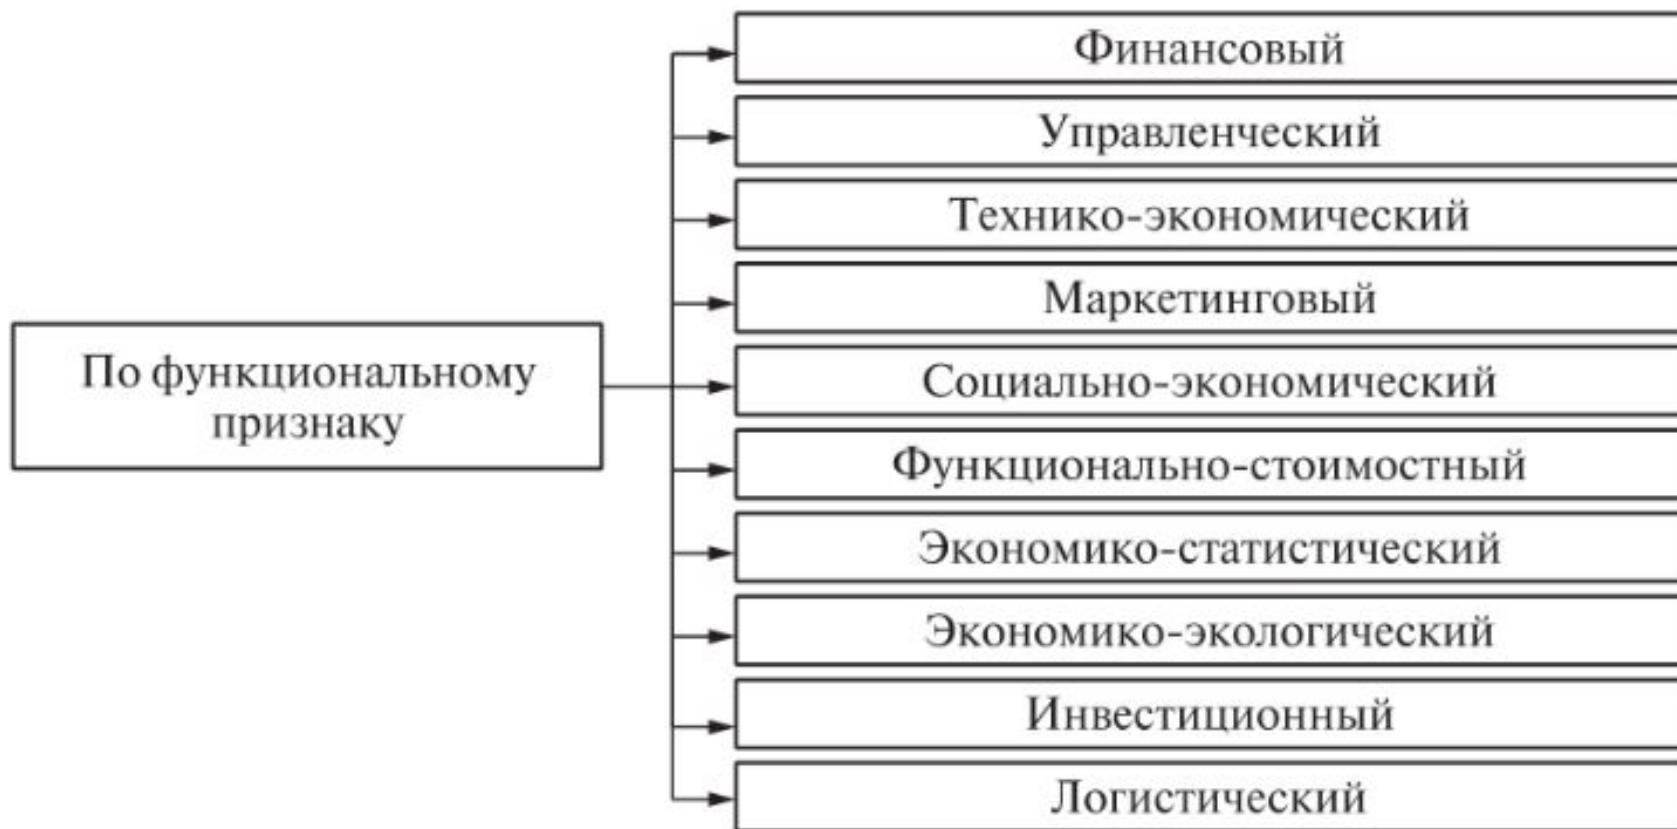 Финансовый
Управленческий
Технико-экономический
Маркетинговый
По функциональному
признаку
Социально-экономический
Функционально-стоимостный
Экономико-статистический
Экономико-экологический
Инвестиционный
Логистический